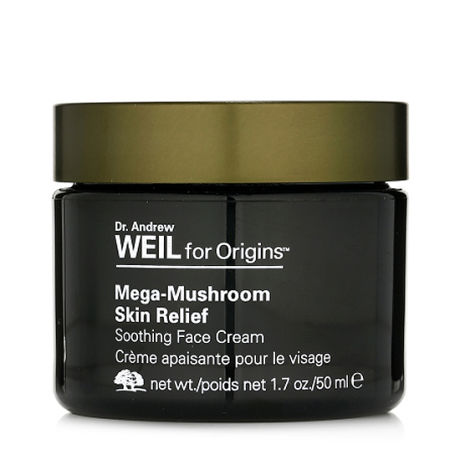 Dr. Andrew
WEIL for Origins™
Mega-Mushroom
Skin Relief
Soothing Face Cream
Crème apaisante pour le visage
net wt./poids net 1.7 oz./50 ml ℮